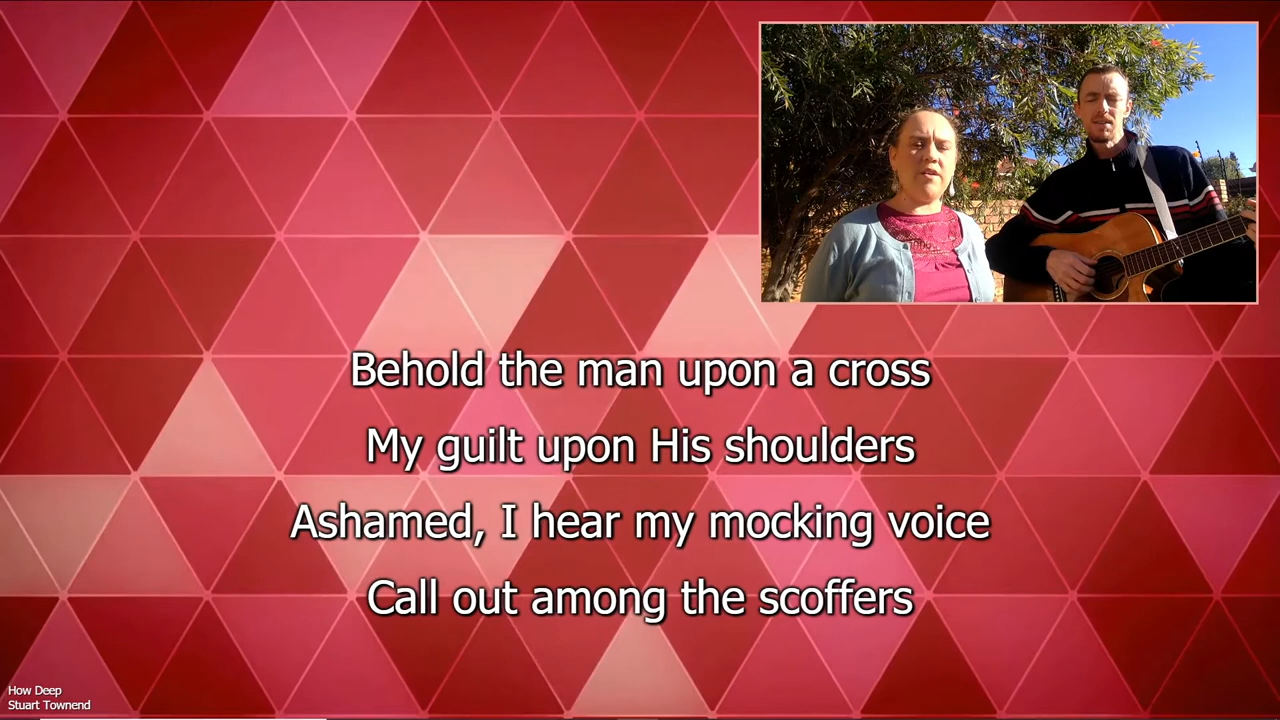 Behold the man upon a cross
My guilt upon His shoulders
Ashamed, I hear my mocking voice
Call out among the scoffers
How Deep
Stuart Townend